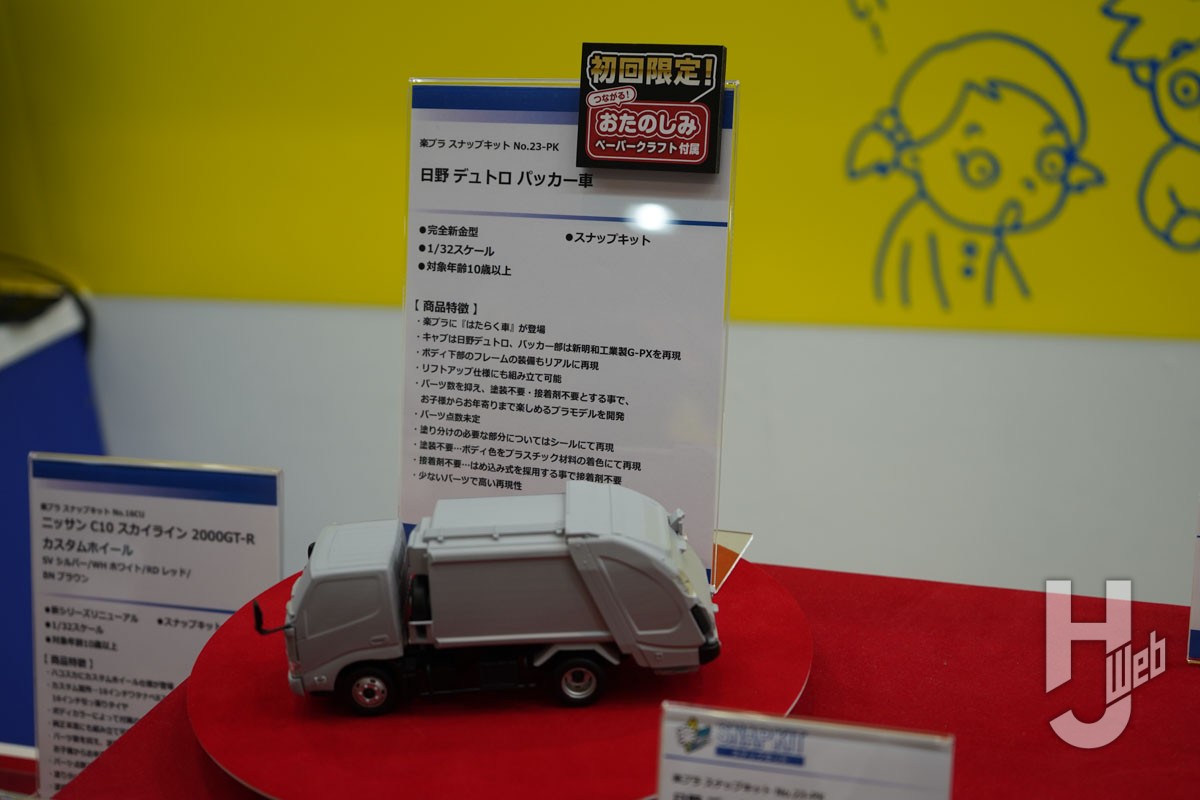 初回限定!
つながる!
おたのしみ
ペーパークラフト付属
楽プラ スナップキット No.23-PK
日野 デュトロ パッカー車
●完全新金型
●スナップキット
●1/32スケール
●対象年齢10歳以上
【 商品特徴 】
・楽プラに『はたらく車』が登場
・キャブは日野デュトロ、パッカー部は新明和工業製G-PXを再現
・ボディ下部のフレームの装備もリアルに再現
・リフトアップ仕様にも組み立て可能
・パーツ数を抑え、塗装不要・接着剤不要とする事で、
お子様からお年寄りまで楽しめるプラモデルを開発
・パーツ点数未定
・塗り分けの必要な部分についてはシールにて再現
・塗装不要…ボディ色をプラスチック材料の着色にて再現
・接着剤不要…はめ込み式を採用する事で接着剤不要
・少ないパーツで高い再現性
楽プラ スナップキット No.16CU
ニッサン C10 スカイライン 2000GT-R
カスタムホイール
SV シルバー/WH ホワイト/RD レッド/
BN ブラウン
●新シリーズリニューアル
●スナップキット
●1/32スケール
●対象年齢10歳以上
【 商品特徴 】
・ハコスカにカスタムホイール仕様が登場
楽プラ スナップキット No.23-PN
H web